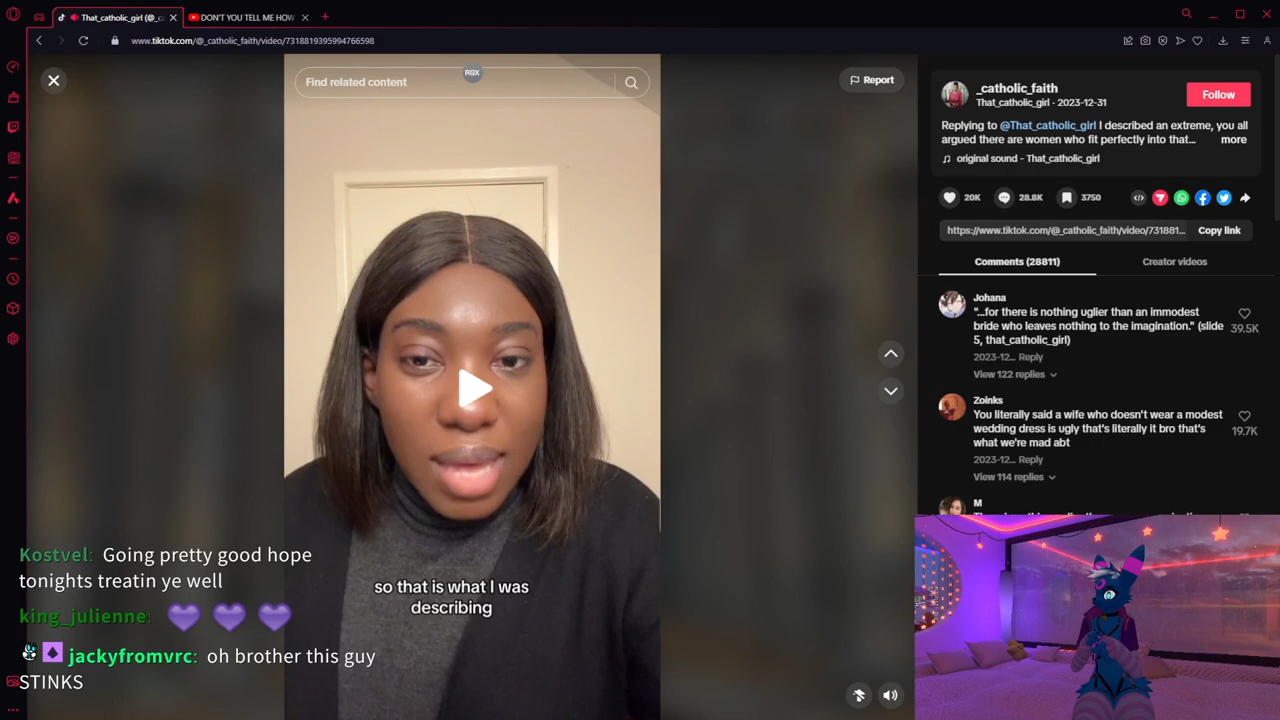 That_catholic_girl (@_c
DON'T YOU TELL ME HOW
www.tiktok.com/@_catholic_faith/video/7318819395994766598
Find related content
RGX
Report
_catholic_faith
That_catholic_girl · 2023-12-31
Follow
Replying to @That_catholic_girl I described an extreme, you all
argued there are women who fit perfectly into that... more
original sound - That_catholic_girl
20K
28.8K
3750
https://www.tiktok.com/@_catholic_faith/video/731881...
Copy link
Comments (28811)
Creator videos
Johana
"...for there is nothing uglier than an immodest
bride who leaves nothing to the imagination." (slide
5, that_catholic_girl)
39.5K
2023-12... Reply
View 122 replies
Zoinks
You literally said a wife who doesn't wear a modest
wedding dress is ugly that's literally it bro that's
what we're mad abt
19.7K
2023-12... Reply
View 114 replies
M
so that is what I was
describing
Kostvel: Going pretty good hope
tonights treatin ye well
king_julienne:
jackyfromvrc: oh brother this guy
STINKS